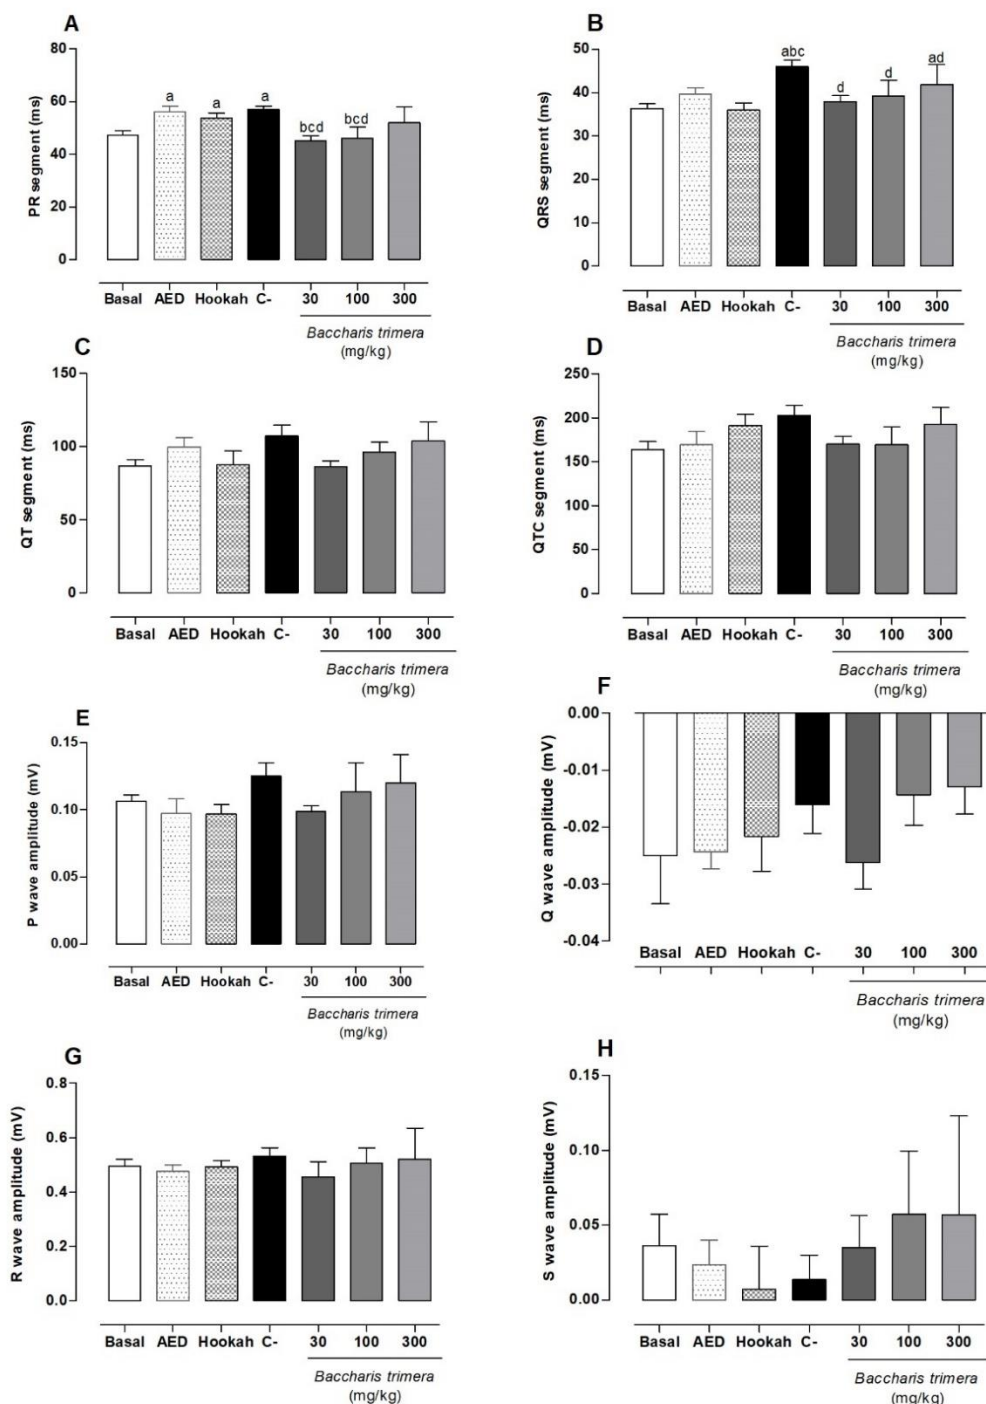 A
80
60
40
20
0
PR segment (ms)
a
a
a
bcd
bcd
Basal AED Hookah C- 30 100 300
Baccharis trimera
(mg/kg)
B
50
40
30
20
10
0
QRS segment (ms)
abc
d
d
ad
Basal AED Hookah C- 30 100 300
Baccharis trimera
(mg/kg)
C
150
100
50
0
QT segment (ms)
Basal AED Hookah C- 30 100 300
Baccharis trimera
(mg/kg)
D
250
200
150
100
50
0
QTC segment (ms)
Basal AED Hookah C- 30 100 300
Baccharis trimera
(mg/kg)
E
0.15
0.10
0.05
0.00
P wave amplitude (mV)
Basal AED Hookah C- 30 100 300
Baccharis trimera
(mg/kg)
F
0.00
-0.01
-0.02
-0.03
-0.04
Q wave amplitude (mV)
Basal AED Hookah C- 30 100 300
Baccharis trimera
(mg/kg)
G
0.8
0.6
0.4
0.2
0.0
R wave amplitude (mV)
Basal AED Hookah C- 30 100 300
Baccharis trimera
(mg/kg)
H
0.15
0.10
0.05
0.00
S wave amplitude (mV)
Basal AED Hookah C- 30 100 300
Baccharis trimera
(mg/kg)